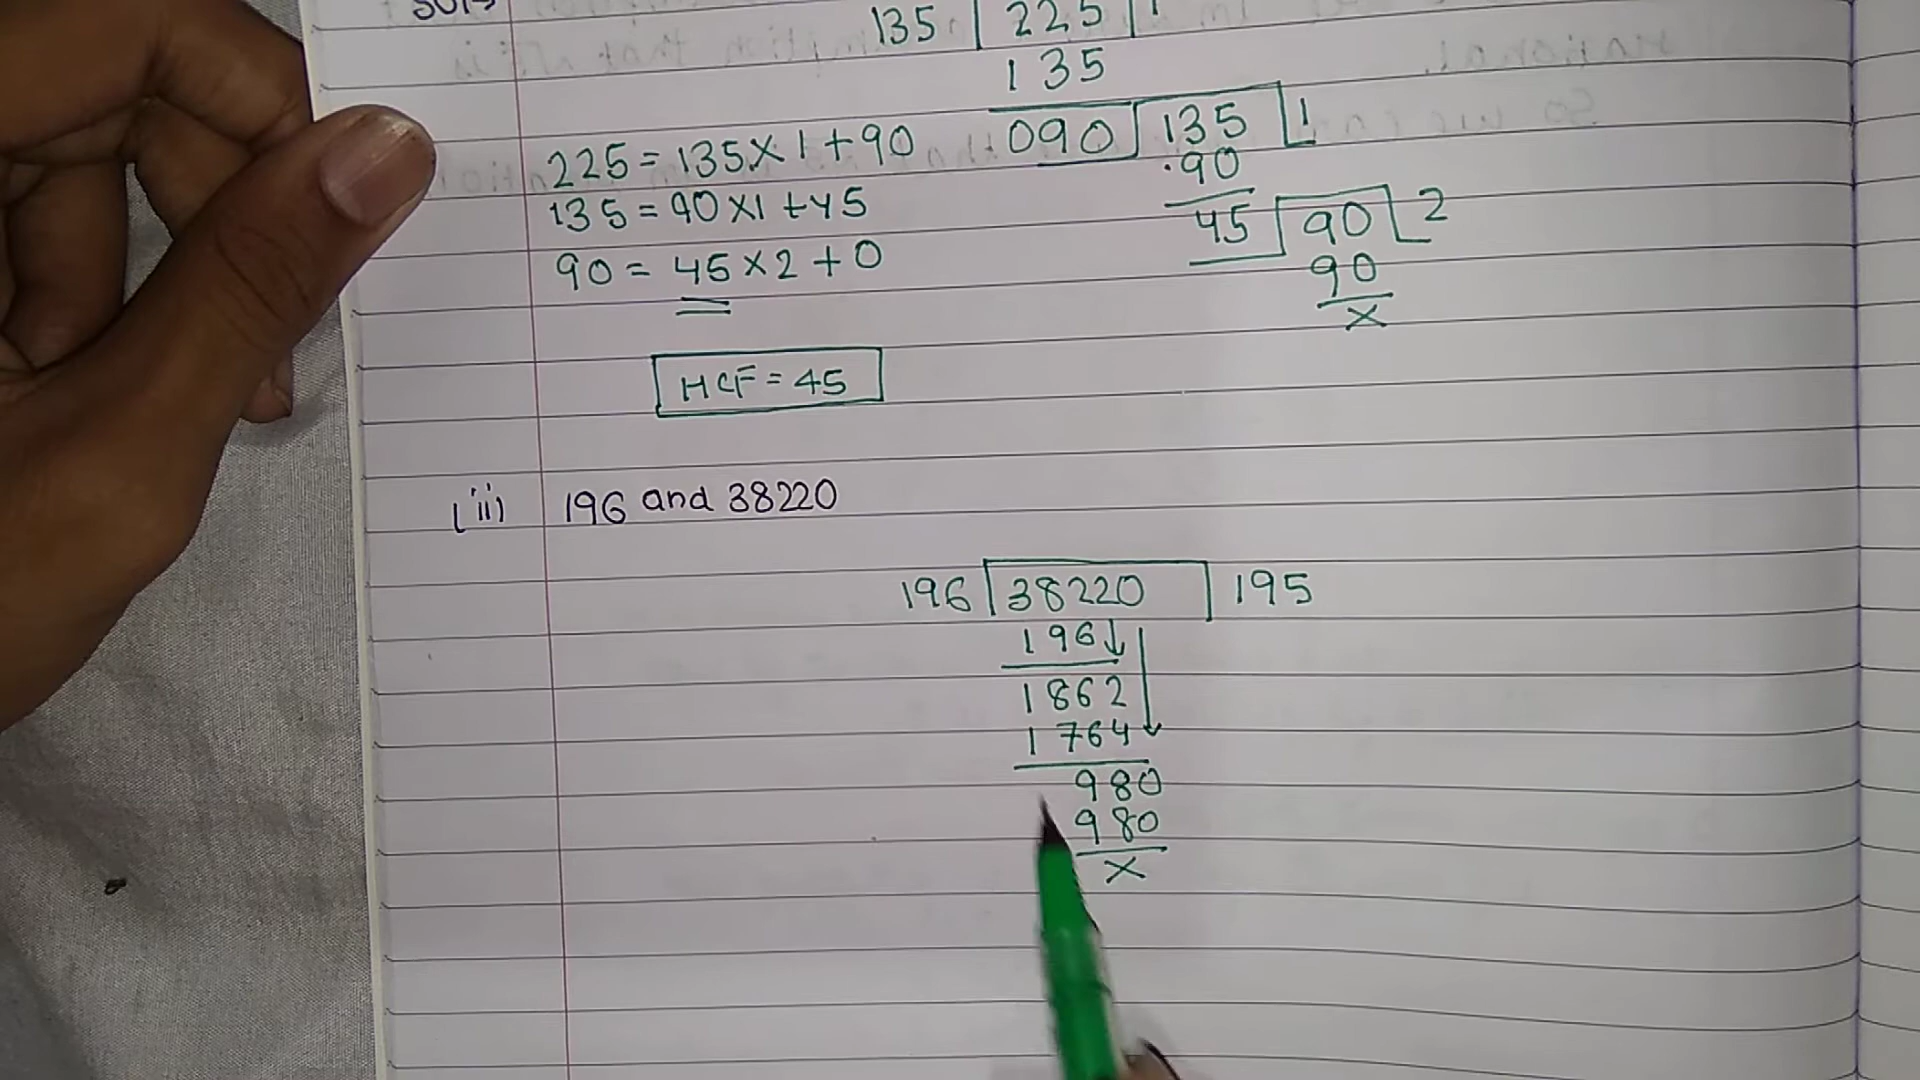 135 225 1
135
090 135 1
225 = 135 × 1 + 90
.90
135 = 90 × 1 + 45
45 90 2
90 = 45 × 2 + 0
90
×
HCF = 45
(ii) 196 and 38220
196 38220 195
196
1862
1764
980
980
×